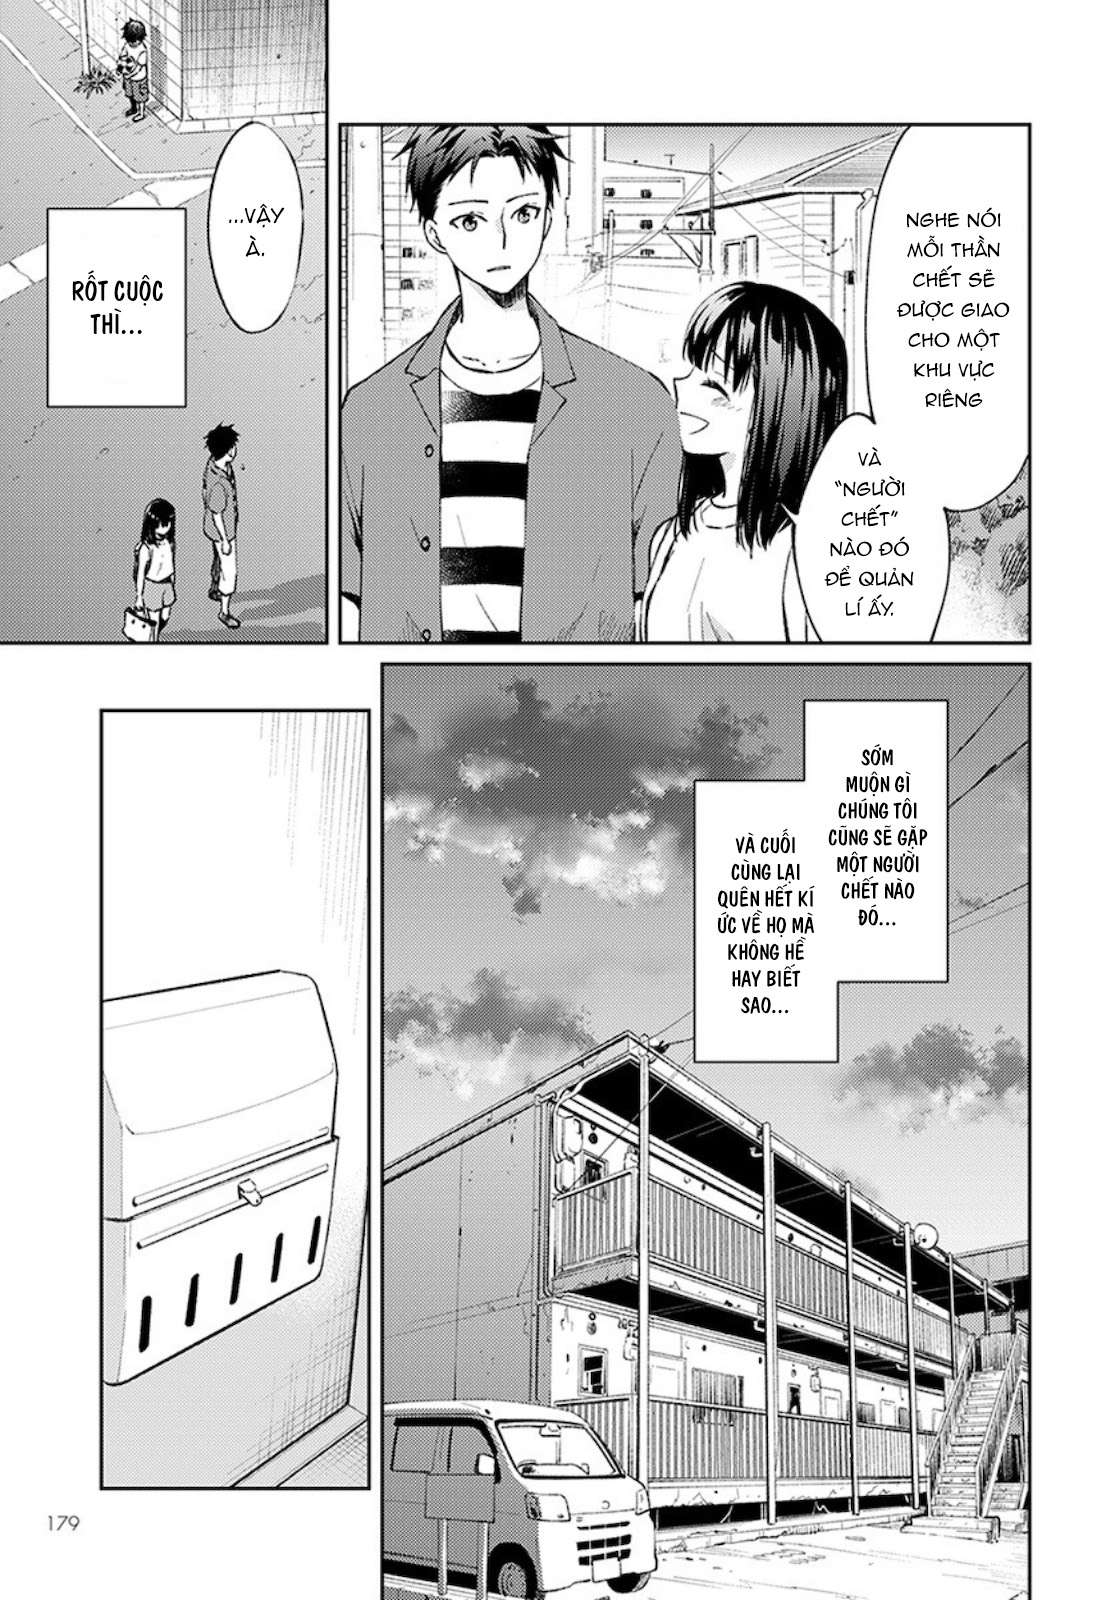 NGHE NÓI
MỖI THẦN
CHẾT SẼ
ĐƯỢC GIAO
CHO MỘT
KHU VỰC
RIÊNG
VÀ
"NGƯỜI
CHẾT"
NÀO ĐÓ
ĐỂ QUẢN
LÍ ẤY.
...VẬY
À.
RỐT CUỘC
THÌ...
SỚM
MUỘN GÌ
CHÚNG TÔI
CŨNG SẼ GẶP
MỘT NGƯỜI
CHẾT NÀO
ĐÓ...
VÀ CUỐI
CÙNG LẠI
QUÊN HẾT KÍ
ỨC VỀ HỌ MÀ
KHÔNG HỀ
HAY BIẾT
SAO...
179